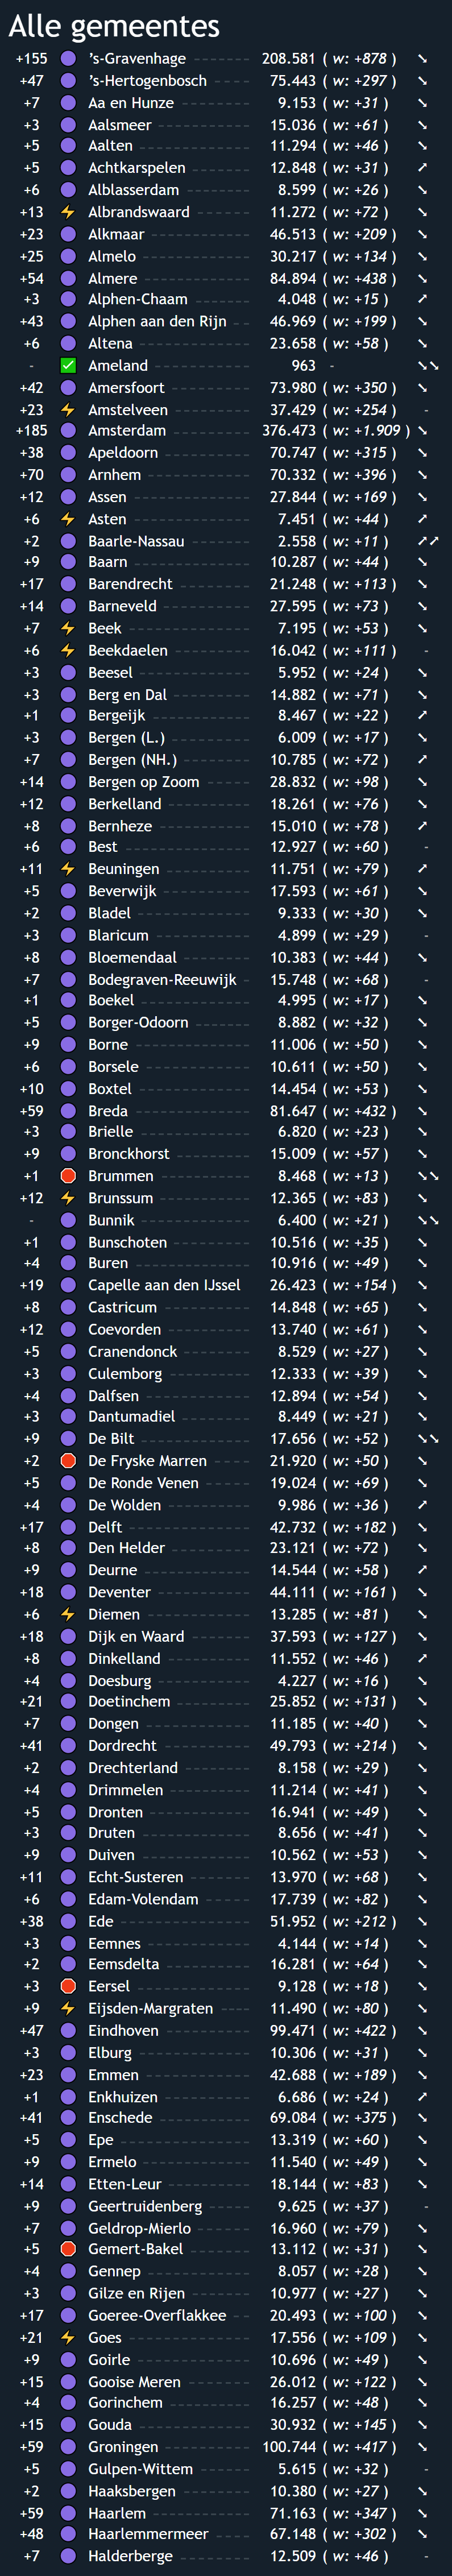 Alle gemeentes
+155 ’s-Gravenhage 208.581 ( w: +878 )
+47 ’s-Hertogenbosch 75.443 ( w: +297 )
+7 Aa en Hunze 9.153 ( w: +31 )
+3 Aalsmeer 15.036 ( w: +61 )
+5 Aalten 11.294 ( w: +46 )
+5 Achtkarspelen 12.848 ( w: +31 )
+6 Alblasserdam 8.599 ( w: +26 )
+13 Albrandswaard 11.272 ( w: +72 )
+23 Alkmaar 46.513 ( w: +209 )
+25 Almelo 30.217 ( w: +134 )
+54 Almere 84.894 ( w: +438 )
+3 Alphen-Chaam 4.048 ( w: +15 )
+43 Alphen aan den Rijn 46.969 ( w: +199 )
+6 Altena 23.658 ( w: +58 )
- Ameland 963 -
+42 Amersfoort 73.980 ( w: +350 )
+23 Amstelveen 37.429 ( w: +254 ) -
+185 Amsterdam 376.473 ( w: +1.909 )
+38 Apeldoorn 70.747 ( w: +315 )
+70 Arnhem 70.332 ( w: +396 )
+12 Assen 27.844 ( w: +169 )
+6 Asten 7.451 ( w: +44 )
+2 Baarle-Nassau 2.558 ( w: +11 )
+9 Baarn 10.287 ( w: +44 )
+17 Barendrecht 21.248 ( w: +113 )
+14 Barneveld 27.595 ( w: +73 )
+7 Beek 7.195 ( w: +53 )
+6 Beekdaelen 16.042 ( w: +111 ) -
+3 Beesel 5.952 ( w: +24 )
+3 Berg en Dal 14.882 ( w: +71 )
+1 Bergeijk 8.467 ( w: +22 )
+3 Bergen (L.) 6.009 ( w: +17 )
+7 Bergen (NH.) 10.785 ( w: +72 )
+14 Bergen op Zoom 28.832 ( w: +98 )
+12 Berkelland 18.261 ( w: +76 )
+8 Bernheze 15.010 ( w: +78 )
+6 Best 12.927 ( w: +60 ) -
+11 Beuningen 11.751 ( w: +79 )
+5 Beverwijk 17.593 ( w: +61 )
+2 Bladel 9.333 ( w: +30 )
+3 Blaricum 4.899 ( w: +29 ) -
+8 Bloemendaal 10.383 ( w: +44 )
+7 Bodegraven-Reeuwijk 15.748 ( w: +68 ) -
+1 Boekel 4.995 ( w: +17 )
+5 Borger-Odoorn 8.882 ( w: +32 )
+9 Borne 11.006 ( w: +50 )
+6 Borsele 10.611 ( w: +50 )
+10 Boxtel 14.454 ( w: +53 )
+59 Breda 81.647 ( w: +432 )
+3 Brielle 6.820 ( w: +23 )
+9 Bronckhorst 15.009 ( w: +57 )
+1 Brummen 8.468 ( w: +13 )
+12 Brunssum 12.365 ( w: +83 )
- Bunnik 6.400 ( w: +21 )
+1 Bunschoten 10.516 ( w: +35 )
+4 Buren 10.916 ( w: +49 )
+19 Capelle aan den IJssel 26.423 ( w: +154 )
+8 Castricum 14.848 ( w: +65 )
+12 Coevorden 13.740 ( w: +61 )
+5 Cranendonck 8.529 ( w: +27 )
+3 Culemborg 12.333 ( w: +39 )
+4 Dalfsen 12.894 ( w: +54 )
+3 Dantumadiel 8.449 ( w: +21 )
+9 De Bilt 17.656 ( w: +52 )
+2 De Fryske Marren 21.920 ( w: +50 )
+5 De Ronde Venen 19.024 ( w: +69 )
+4 De Wolden 9.986 ( w: +36 )
+17 Delft 42.732 ( w: +182 )
+8 Den Helder 23.121 ( w: +72 )
+9 Deurne 14.544 ( w: +58 )
+18 Deventer 44.111 ( w: +161 )
+6 Diemen 13.285 ( w: +81 )
+18 Dijk en Waard 37.593 ( w: +127 )
+8 Dinkelland 11.552 ( w: +46 )
+4 Doesburg 4.227 ( w: +16 )
+21 Doetinchem 25.852 ( w: +131 )
+7 Dongen 11.185 ( w: +40 )
+41 Dordrecht 49.793 ( w: +214 )
+2 Drechterland 8.158 ( w: +29 )
+4 Drimmelen 11.214 ( w: +41 )
+5 Dronten 16.941 ( w: +49 )
+3 Druten 8.656 ( w: +41 )
+9 Duiven 10.562 ( w: +53 )
+11 Echt-Susteren 13.970 ( w: +68 )
+6 Edam-Volendam 17.739 ( w: +82 )
+38 Ede 51.952 ( w: +212 )
+3 Eemnes 4.144 ( w: +14 )
+2 Eemsdelta 16.281 ( w: +64 )
+3 Eersel 9.128 ( w: +18 )
+9 Eijsden-Margraten 11.490 ( w: +80 )
+47 Eindhoven 99.471 ( w: +422 )
+3 Elburg 10.306 ( w: +31 )
+23 Emmen 42.688 ( w: +189 )
+1 Enkhuizen 6.686 ( w: +24 )
+41 Enschede 69.084 ( w: +375 )
+5 Epe 13.319 ( w: +60 )
+9 Ermelo 11.540 ( w: +49 )
+14 Etten-Leur 18.144 ( w: +83 )
+9 Geertruidenberg 9.625 ( w: +37 ) -
+7 Geldrop-Mierlo 16.960 ( w: +79 )
+5 Gemert-Bakel 13.112 ( w: +31 )
+4 Gennep 8.057 ( w: +28 )
+3 Gilze en Rijen 10.977 ( w: +27 )
+17 Goeree-Overflakkee 20.493 ( w: +100 )
+21 Goes 17.556 ( w: +109 )
+9 Goirle 10.696 ( w: +49 )
+15 Gooise Meren 26.012 ( w: +122 )
+4 Gorinchem 16.257 ( w: +48 )
+15 Gouda 30.932 ( w: +145 )
+59 Groningen 100.744 ( w: +417 )
+5 Gulpen-Wittem 5.615 ( w: +32 ) -
+2 Haaksbergen 10.380 ( w: +27 )
+59 Haarlem 71.163 ( w: +347 )
+48 Haarlemmermeer 67.148 ( w: +302 )
+7 Halderberge 12.509 ( w: +46 ) -